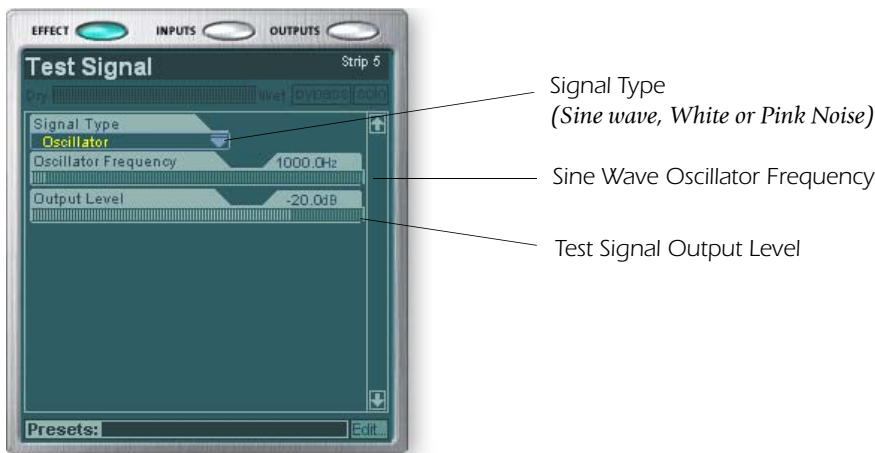 EFFECT INPUTS OUTPUTS
Test Signal Strip 5
Dry Wet bypass solo
Signal Type
Oscillator
Oscillator Frequency 1000.0Hz
Output Level -20.0dB
Presets: Edit...
Signal Type
(Sine wave, White or Pink Noise)
Sine Wave Oscillator Frequency
Test Signal Output Level